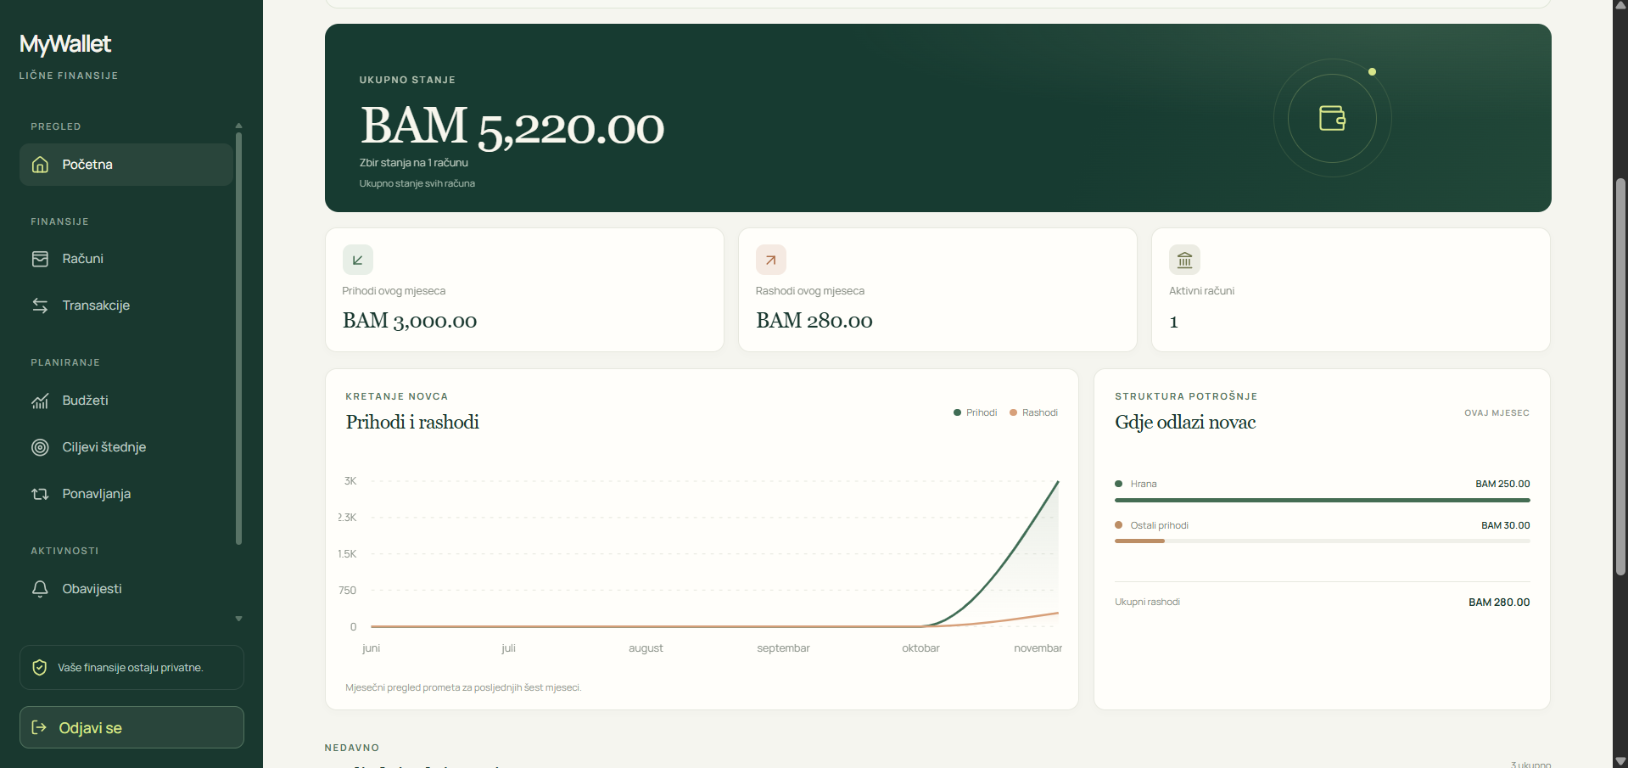 MyWallet
LIČNE FINANSIJE
PREGLED
Početna
FINANSIJE
Računi
Transakcije
PLANIRANJE
Budžeti
Ciljevi štednje
Ponavljanja
AKTIVNOSTI
Obavijesti
Vaše finansije ostaju privatne.
Odjavi se
UKUPNO STANJE
BAM 5,220.00
Zbir stanja na 1 računu
Ukupno stanje svih računa
Prihodi ovog mjeseca
BAM 3,000.00
Rashodi ovog mjeseca
BAM 280.00
Aktivni računi
1
KRETANJE NOVCA
Prihodi i rashodi
Prihodi
Rashodi
3K
2.3K
1.5K
750
0
juni
juli
august
septembar
oktobar
novembar
Mjesečni pregled prometa za posljednjih šest mjeseci.
STRUKTURA POTROŠNJE
Gdje odlazi novac
OVAJ MJESEC
Hrana
BAM 250.00
Ostali prihodi
BAM 30.00
Ukupni rashodi
BAM 280.00
NEDAVNO
3 ukupno